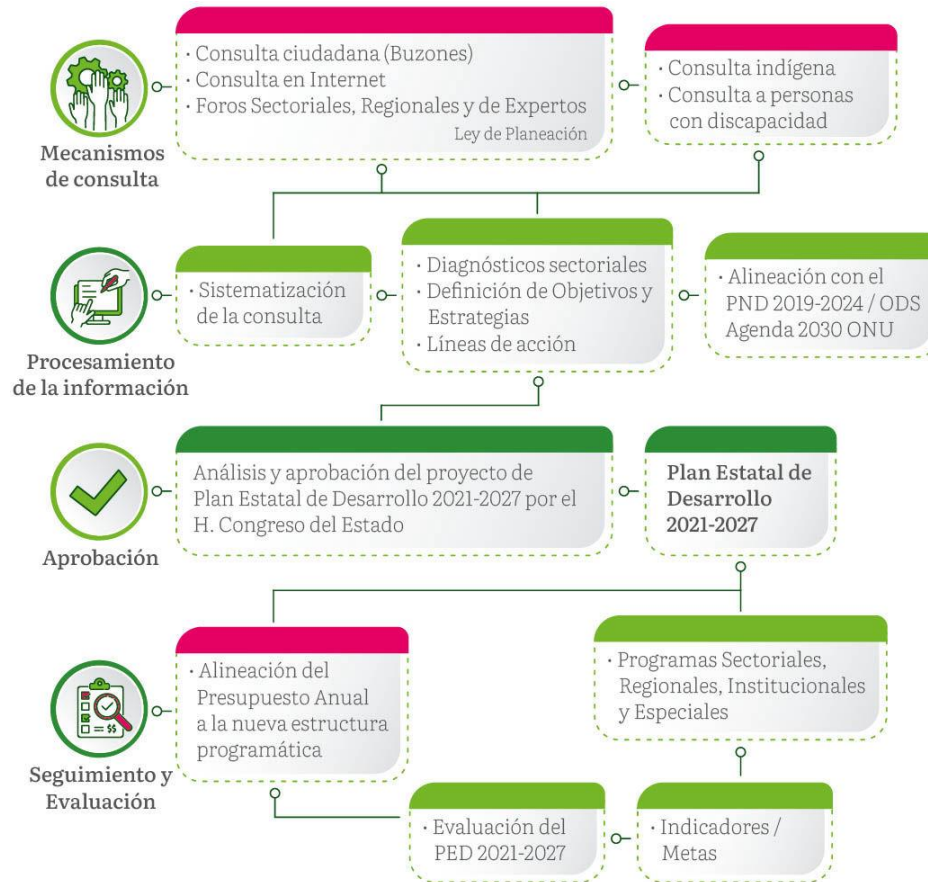 · Consulta ciudadana (Buzones)
· Consulta en Internet
· Foros Sectoriales, Regionales y de Expertos
Ley de Planeación
· Consulta indígena
· Consulta a personas
con discapacidad
Mecanismos
de consulta
· Sistematización
de la consulta
· Diagnósticos sectoriales
· Definición de Objetivos y
Estrategias
· Líneas de acción
· Alineación con el
PND 2019-2024 / ODS
Agenda 2030 ONU
Procesamiento
de la información
Análisis y aprobación del proyecto de
Plan Estatal de Desarrollo 2021-2027 por el
H. Congreso del Estado
Plan Estatal de
Desarrollo
2021-2027
Aprobación
· Alineación del
Presupuesto Anual
a la nueva estructura
programática
· Programas Sectoriales,
Regionales, Institucionales
y Especiales
= $$
Seguimiento y
Evaluación
· Evaluación del
PED 2021-2027
· Indicadores /
Metas